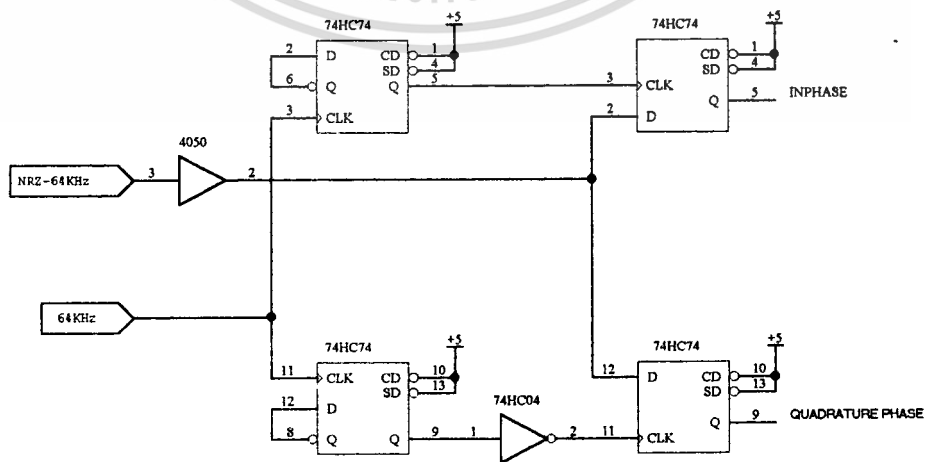 74HC74
+5
2 D CD 1
SD 4
6 Q Q 5
3 CLK
74HC74
+5
CD 1
SD 4
3 CLK
Q 5 INPHASE
2 D
4050
NRZ-64KHz 3 2
64KHz
74HC74
+5
11 CLK CD 10
SD 13
12 D
8 Q Q 9
74HC04
1 2
74HC74
+5
12 D CD 10
SD 13
Q 9 QUADRATURE PHASE
11 CLK